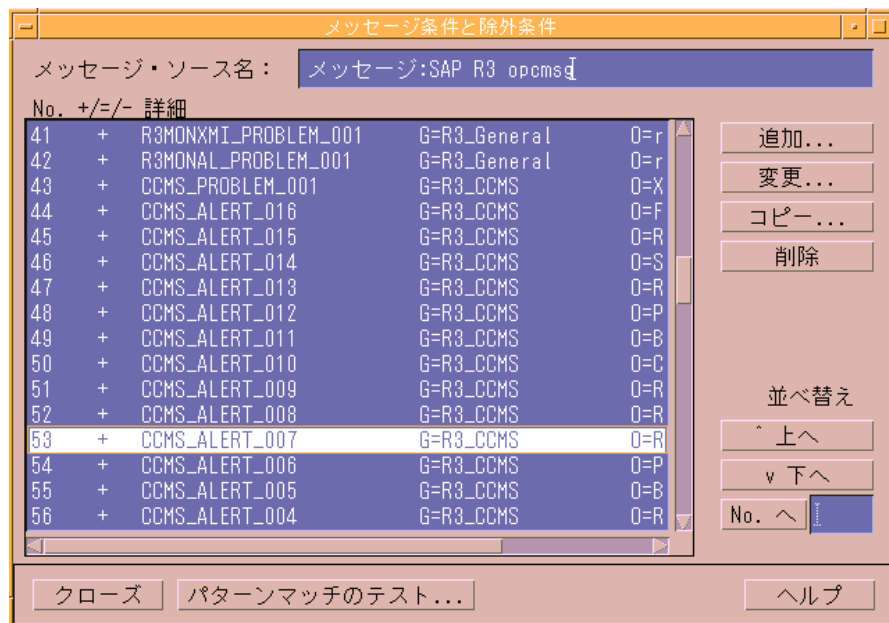 メッセージ条件と除外条件
メッセージ・ソース名： メッセージ:SAP R3 opcmsg
No. +/=/- 詳細
41 + R3MONXMI_PROBLEM_001 G=R3_General O=r
42 + R3MONAL_PROBLEM_001 G=R3_General O=r
43 + CCMS_PROBLEM_001 G=R3_CCMS O=X
44 + CCMS_ALERT_016 G=R3_CCMS O=F
45 + CCMS_ALERT_015 G=R3_CCMS O=R
46 + CCMS_ALERT_014 G=R3_CCMS O=S
47 + CCMS_ALERT_013 G=R3_CCMS O=R
48 + CCMS_ALERT_012 G=R3_CCMS O=P
49 + CCMS_ALERT_011 G=R3_CCMS O=B
50 + CCMS_ALERT_010 G=R3_CCMS O=C
51 + CCMS_ALERT_009 G=R3_CCMS O=R
52 + CCMS_ALERT_008 G=R3_CCMS O=R
53 + CCMS_ALERT_007 G=R3_CCMS O=R
54 + CCMS_ALERT_006 G=R3_CCMS O=P
55 + CCMS_ALERT_005 G=R3_CCMS O=B
56 + CCMS_ALERT_004 G=R3_CCMS O=R
追加...
変更...
コピー...
削除
並べ替え
^ 上へ
v 下へ
No. へ
クローズ パターンマッチのテスト... ヘルプ